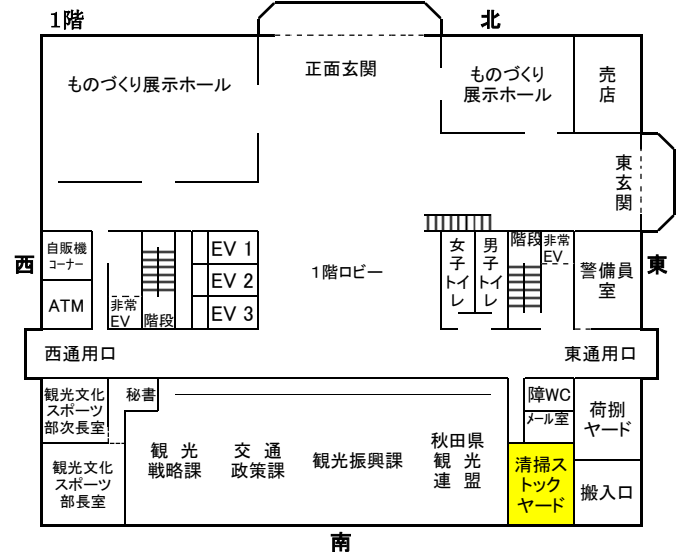 1階
北
正面玄関
ものづくり展示ホール
ものづくり
展示ホール
売店
東玄関
西
自販機
コーナー
ATM
非常
EV
階段
EV 1
EV 2
EV 3
1階ロビー
女子トイレ
男子トイレ
階段
非常
EV
警備員
室
東
西通用口
東通用口
観光文化
スポーツ
部次長室
秘書
観光文化
スポーツ
部長室
観 光
戦略課
交 通
政策課
観光振興課
秋田県
観 光
連 盟
障WC
メール室
清掃ス
トック
ヤード
荷捌
ヤード
搬入口
南